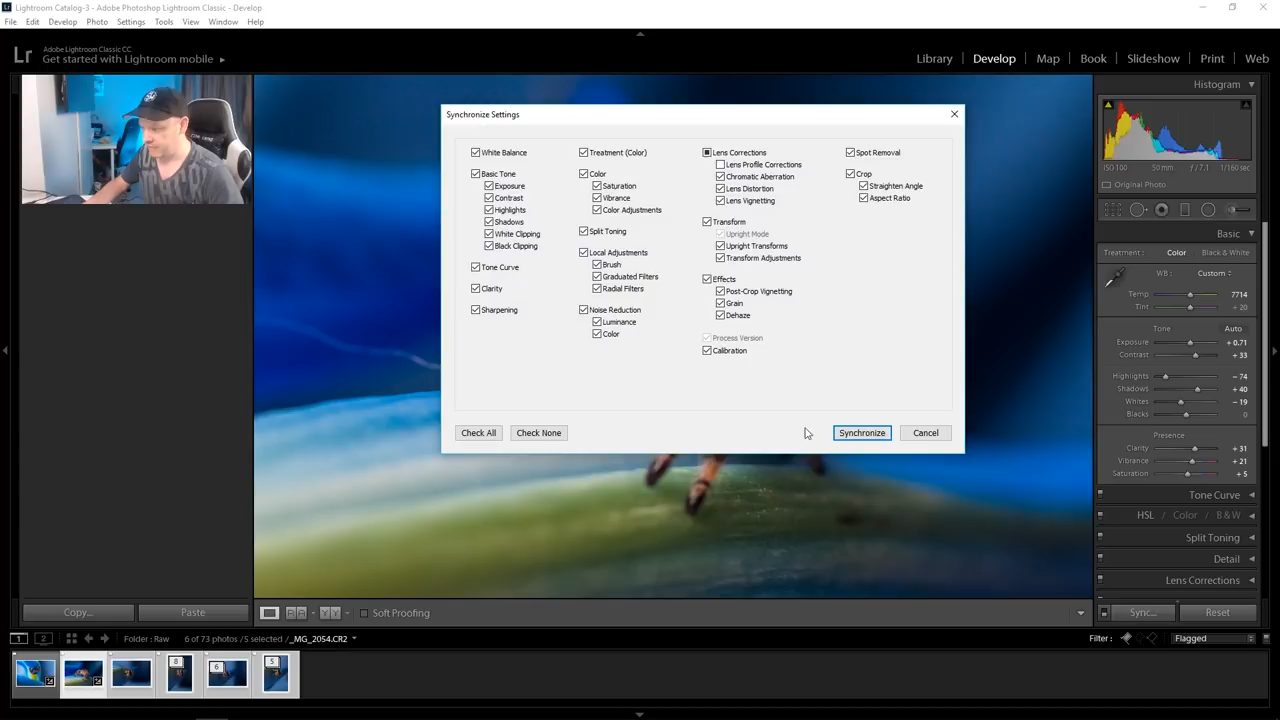 Lightroom Catalog-3 - Adobe Photoshop Lightroom Classic - Develop
File Edit Develop Photo Settings Tools View Window Help
Lr
Adobe Lightroom Classic CC
Get started with Lightroom mobile
Library | Develop | Map | Book | Slideshow | Print | Web
Synchronize Settings
White Balance
Basic Tone
Exposure
Contrast
Highlights
Shadows
White Clipping
Black Clipping
Tone Curve
Clarity
Sharpening
Treatment (Color)
Color
Saturation
Vibrance
Color Adjustments
Split Toning
Local Adjustments
Brush
Graduated Filters
Radial Filters
Noise Reduction
Luminance
Color
Lens Corrections
Lens Profile Corrections
Chromatic Aberration
Lens Distortion
Lens Vignetting
Transform
Upright Mode
Upright Transforms
Transform Adjustments
Effects
Post-Crop Vignetting
Grain
Dehaze
Process Version
Calibration
Spot Removal
Crop
Straighten Angle
Aspect Ratio
Check All
Check None
Synchronize
Cancel
Histogram
ISO 100 50 mm f / 7.1 1/160 sec
Original Photo
Basic
Treatment : Color Black & White
WB : Custom
Temp 7714
Tint + 20
Tone Auto
Exposure + 0.71
Contrast + 33
Highlights − 74
Shadows + 40
Whites − 19
Blacks 0
Presence
Clarity + 31
Vibrance + 21
Saturation + 5
Tone Curve
HSL / Color / B & W
Split Toning
Detail
Lens Corrections
Copy... Paste
Soft Proofing
Sync... Reset
1 2 Folder : Raw 6 of 73 photos / 5 selected / _MG_2054.CR2
Filter : Flagged
8 6 5